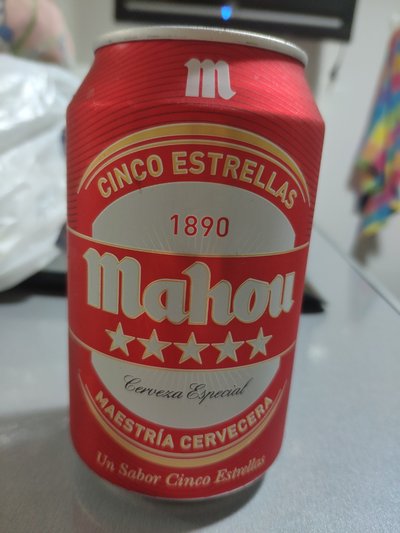 m
CINCO ESTRELLAS
1890
Mahou
Cerveza Especial
MAESTRÍA CERVECERA
Un Sabor Cinco Estrellas